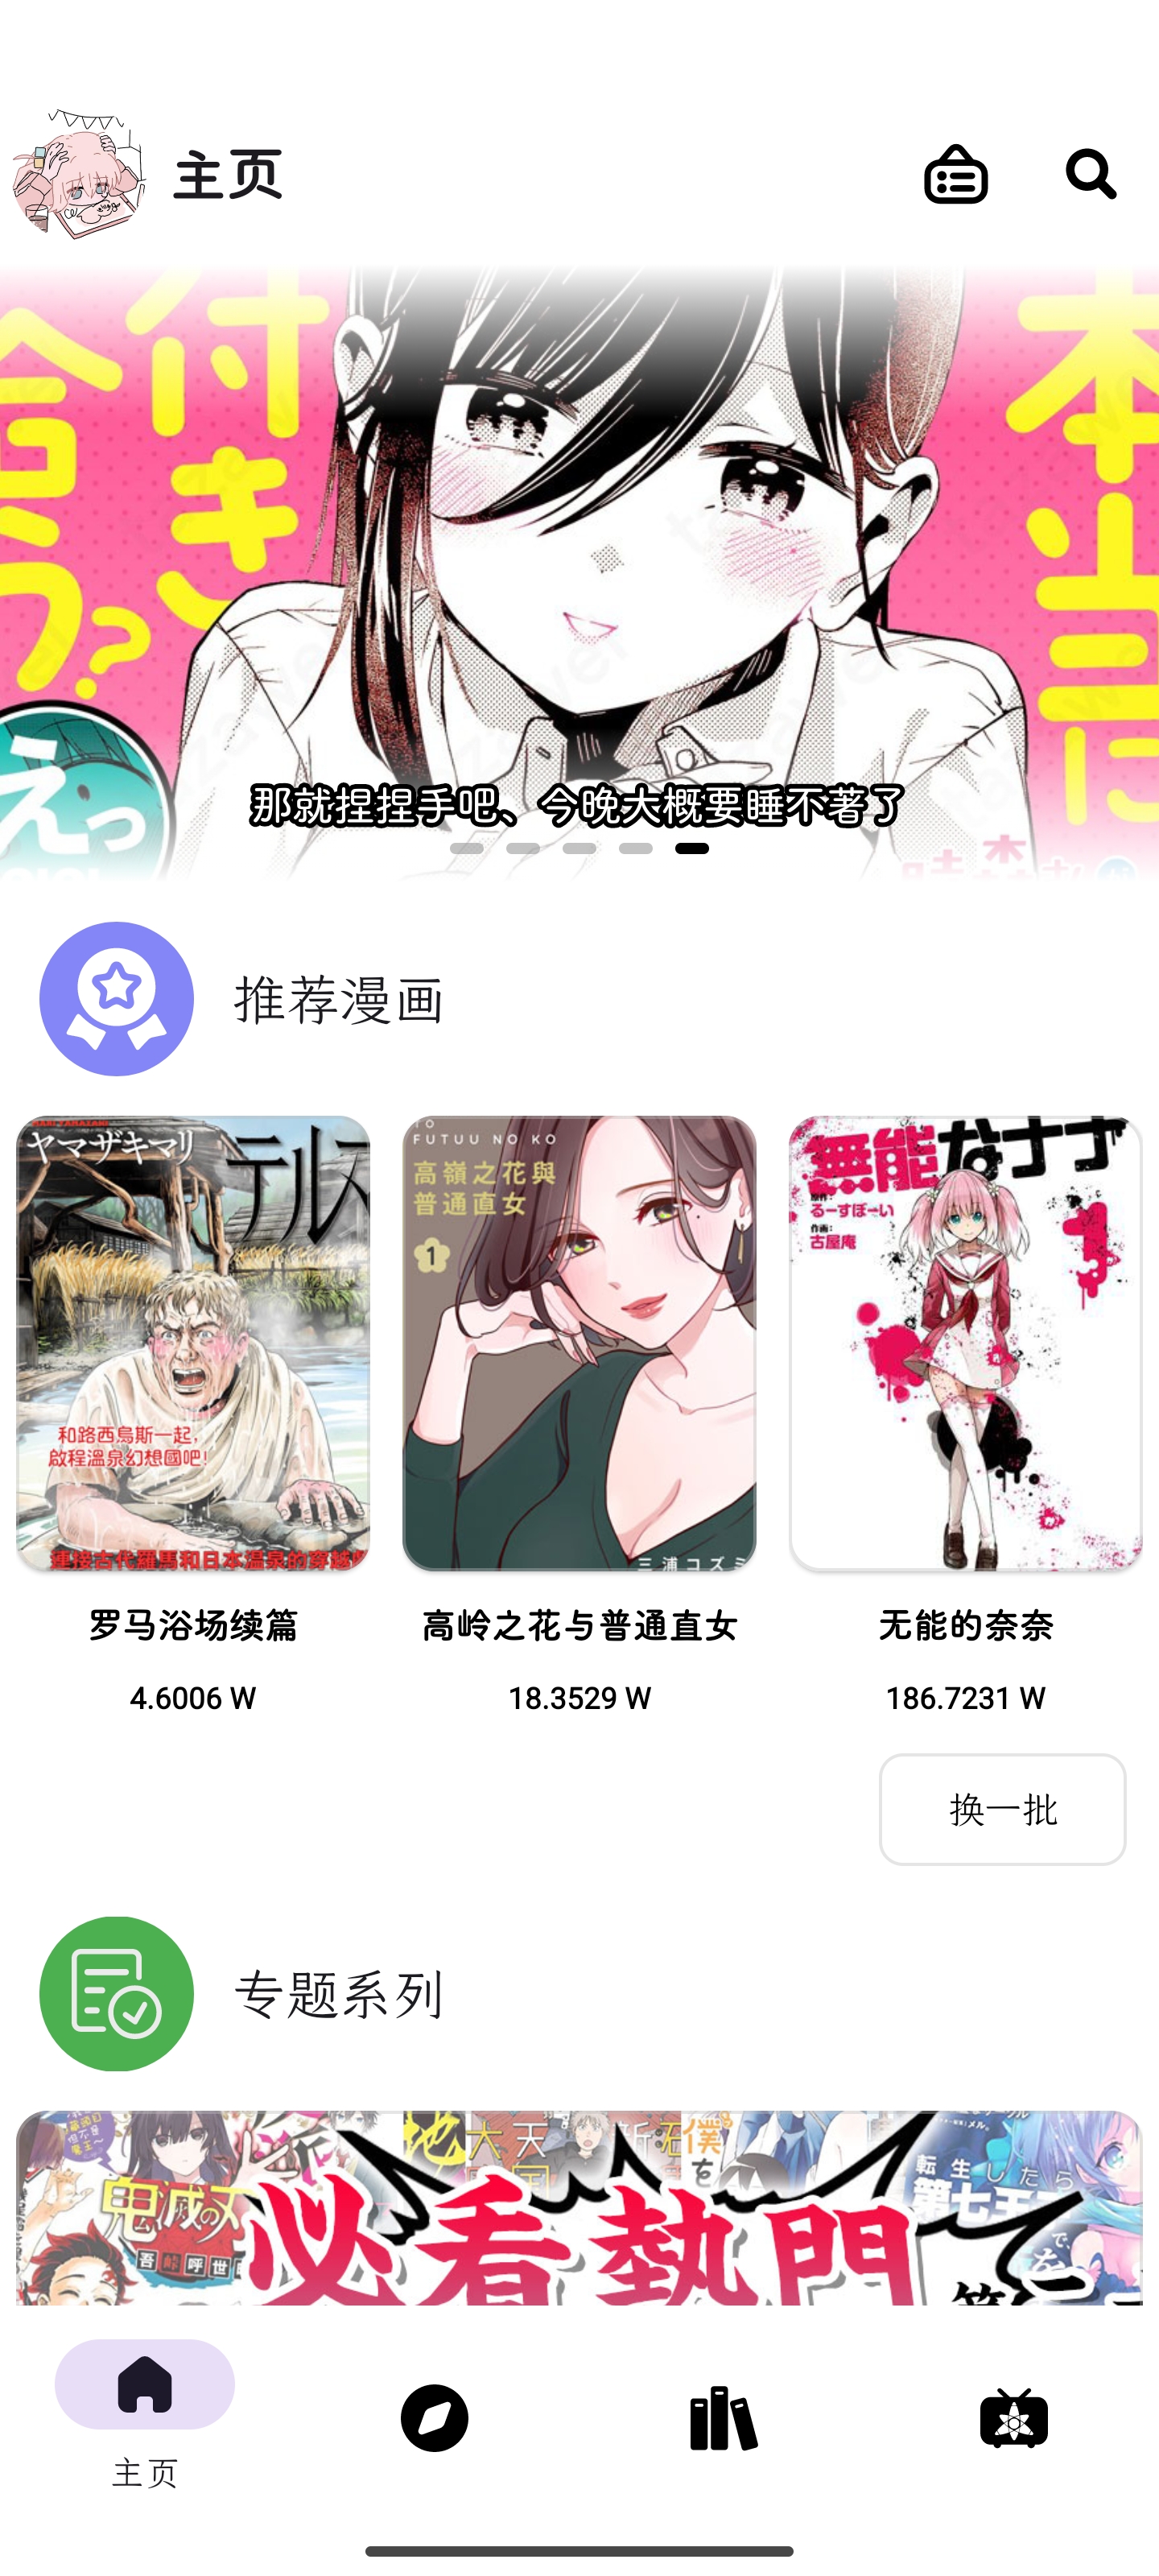 主页
本当に
付き
合う?
えっ
那就捏捏手吧、今晚大概要睡不著了
推荐漫画
ヤマザキマリ
テルマ
和路西烏斯一起,
啟程溫泉幻想國吧!
連接古代羅馬和日本溫泉的穿越
FUTUU NO KO
高嶺之花與
普通直女
1
三浦コズミ
無能なナナ
原作:
るーすぼーい
作画:
古屋庵
1
罗马浴场续篇
高岭之花与普通直女
无能的奈奈
4.6006 W
18.3529 W
186.7231 W
换一批
专题系列
鬼滅の刃
吾峠呼世
大天
僕
を
転生したら
第七王
で、
必看熱門
主页